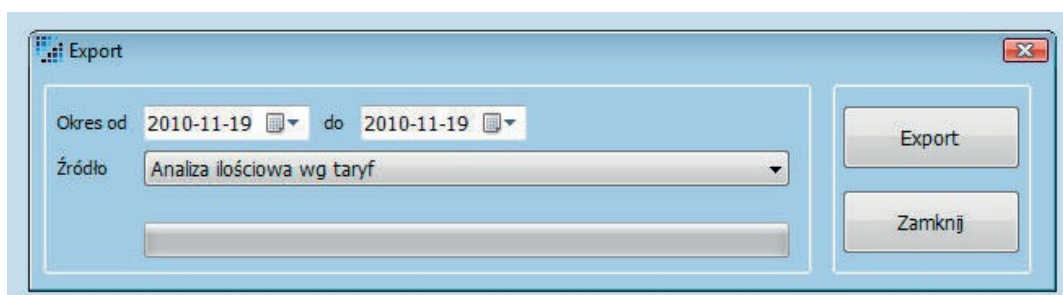 Export
Okres od 2010-11-19 do 2010-11-19
Źródło Analiza ilościowa wg taryf
Export
Zamknij